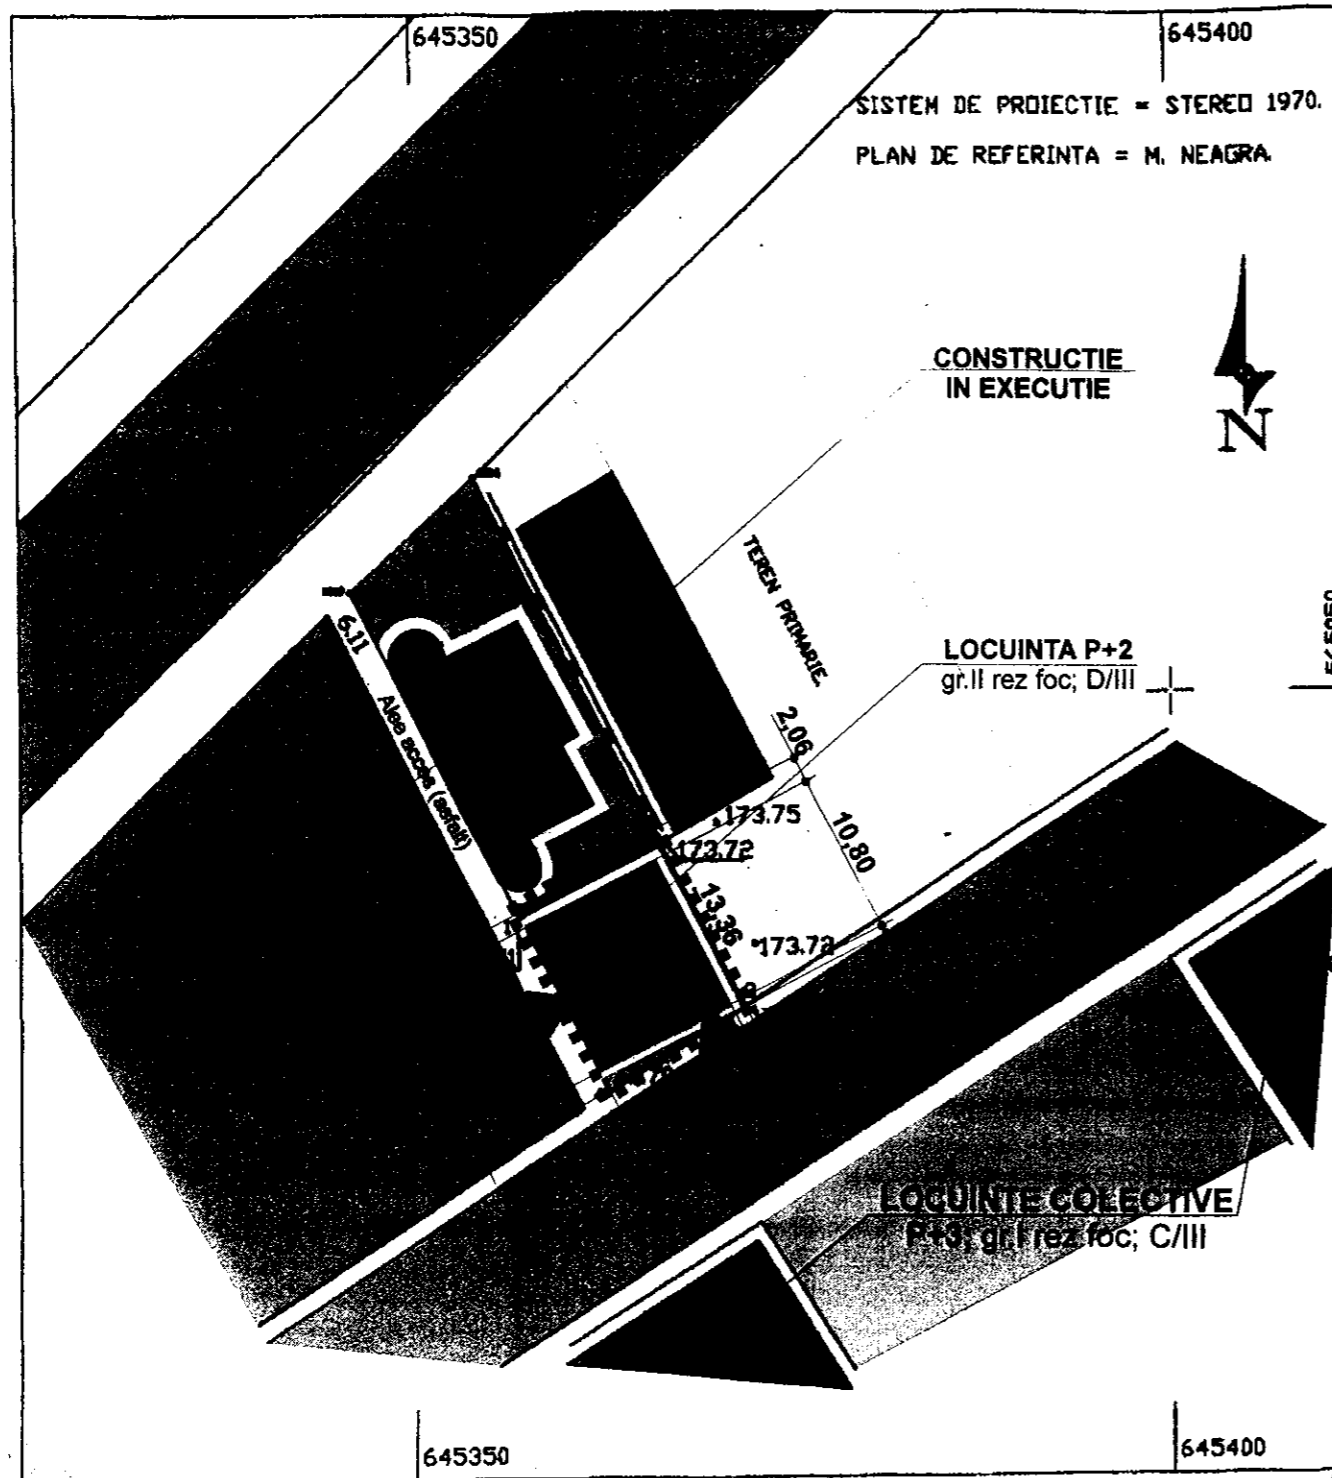 645350
645400
SISTEM DE PROIECTIE = STEREO 1970.
PLAN DE REFERINTA = M. NEAGRA.
CONSTRUCTIE
IN EXECUTIE
N
TEREN PRIMARIE.
6.11
Alee acces (asfalt)
LOCUINTA P+2
gr.II rez foc; D/III
2,06
10,80
173.75
173.72
13,36
173.72
LOCUINTE COLECTIVE
P+3; gr.I rez foc; C/III
645350
645400